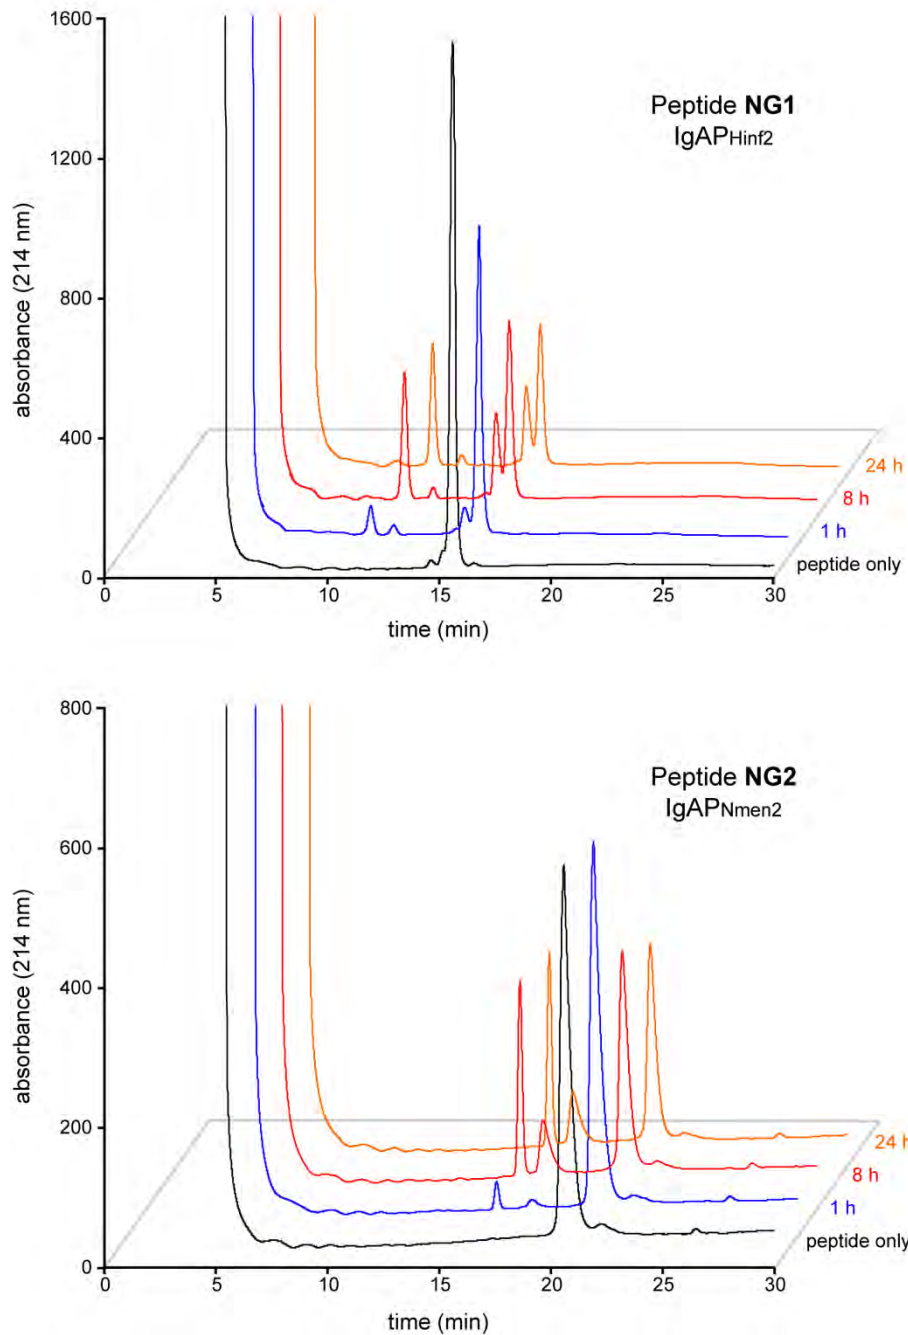 1600
1200
800
400
0
absorbance (214 nm)
Peptide NG1
IgAPHinf2
24 h
8 h
1 h
peptide only
0 5 10 15 20 25 30
time (min)
800
600
400
200
0
absorbance (214 nm)
Peptide NG2
IgAPNmen2
24 h
8 h
1 h
peptide only
0 5 10 15 20 25 30
time (min)